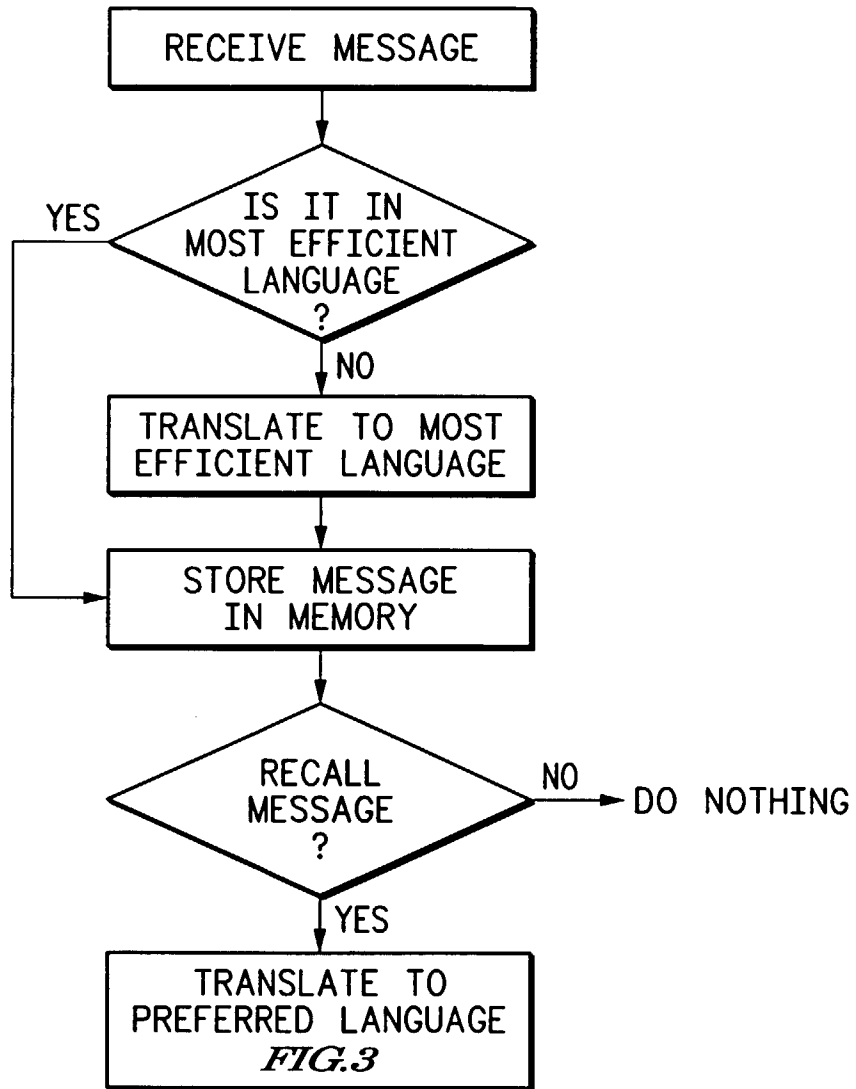 RECEIVE MESSAGE
IS IT IN
MOST EFFICIENT
LANGUAGE
?
YES
NO
TRANSLATE TO MOST
EFFICIENT LANGUAGE
STORE MESSAGE
IN MEMORY
RECALL
MESSAGE
?
NO
DO NOTHING
YES
TRANSLATE TO
PREFERRED LANGUAGE
FIG.3